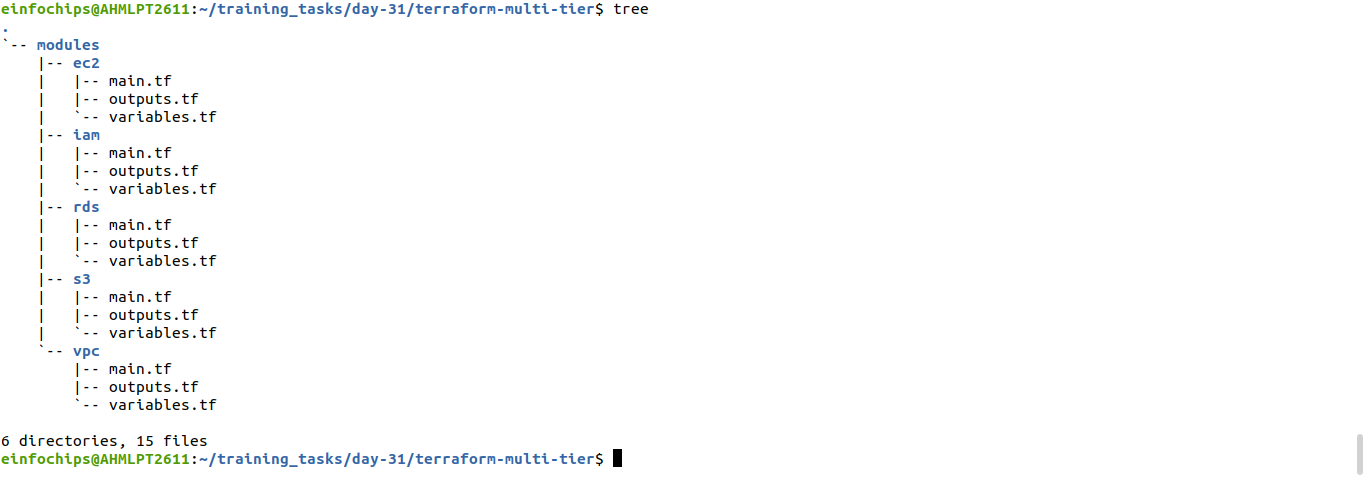 einfochips@AHMLPT2611:~/training_tasks/day-31/terraform-multi-tier$ tree
.
`-- modules
    |-- ec2
    |   |-- main.tf
    |   |-- outputs.tf
    |   `-- variables.tf
    |-- iam
    |   |-- main.tf
    |   |-- outputs.tf
    |   `-- variables.tf
    |-- rds
    |   |-- main.tf
    |   |-- outputs.tf
    |   `-- variables.tf
    |-- s3
    |   |-- main.tf
    |   |-- outputs.tf
    |   `-- variables.tf
    `-- vpc
        |-- main.tf
        |-- outputs.tf
        `-- variables.tf

6 directories, 15 files
einfochips@AHMLPT2611:~/training_tasks/day-31/terraform-multi-tier$